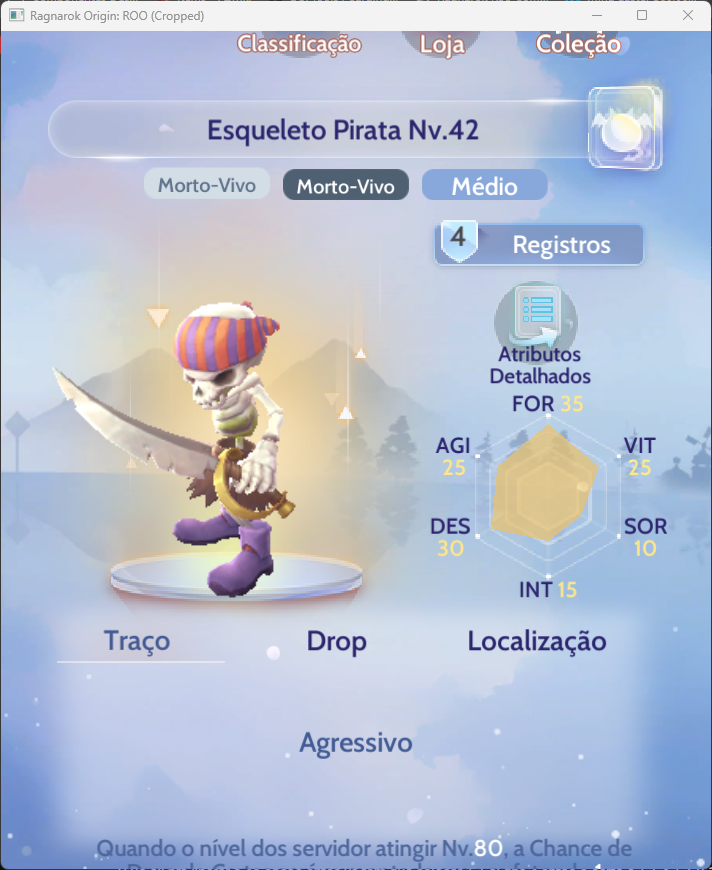 Ragnarok Origin: ROO (Cropped)
Classificação Loja Coleção
Esqueleto Pirata Nv.42
Morto-Vivo Morto-Vivo Médio
4 Registros
Atributos
Detalhados
FOR 35
AGI VIT
25 25
DES SOR
30 10
INT 15
Traço Drop Localização
Agressivo
Quando o nível dos servidor atingir Nv.80, a Chance de